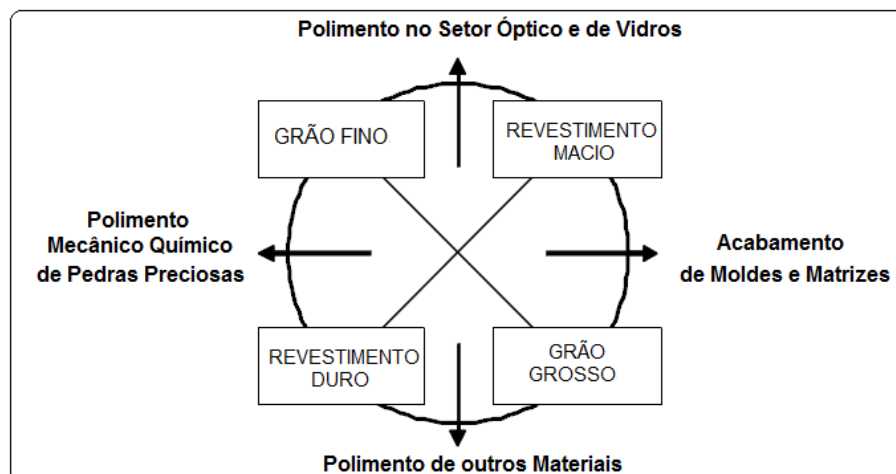 Polimento no Setor Óptico e de Vidros
GRÃO FINO
REVESTIMENTO
MACIO
Polimento
Mecânico Químico
de Pedras Preciosas
Acabamento
de Moldes e Matrizes
REVESTIMENTO
DURO
GRÃO
GROSSO
Polimento de outros Materiais